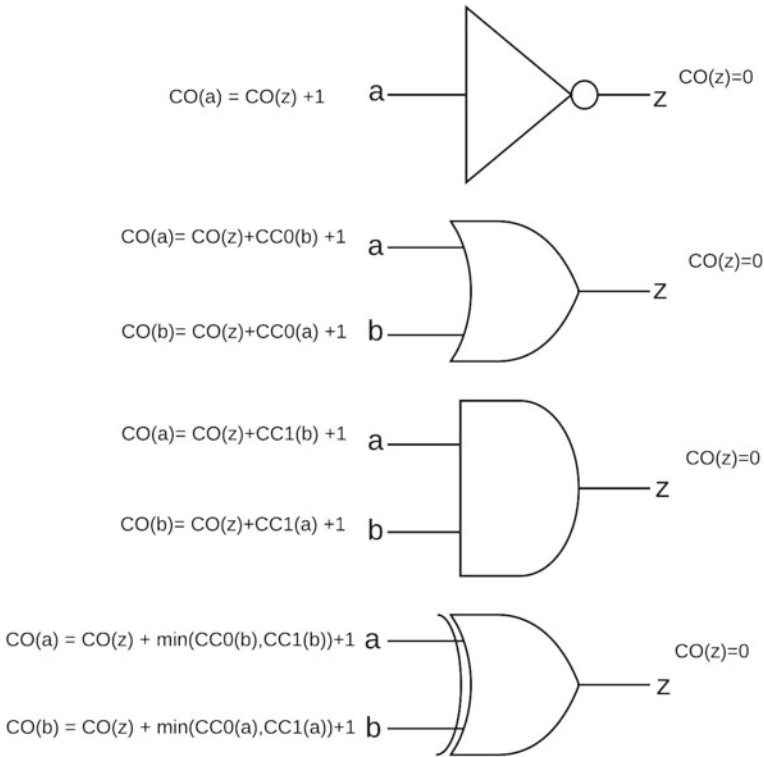 CO(z)=0
CO(a) = CO(z) +1 a z
CO(a)= CO(z)+CC0(b) +1 a
CO(z)=0
z
CO(b)= CO(z)+CC0(a) +1 b
CO(a)= CO(z)+CC1(b) +1 a
CO(z)=0
z
CO(b)= CO(z)+CC1(a) +1 b
CO(a) = CO(z) + min(CC0(b),CC1(b))+1 a
CO(z)=0
z
CO(b) = CO(z) + min(CC0(a),CC1(a))+1 b